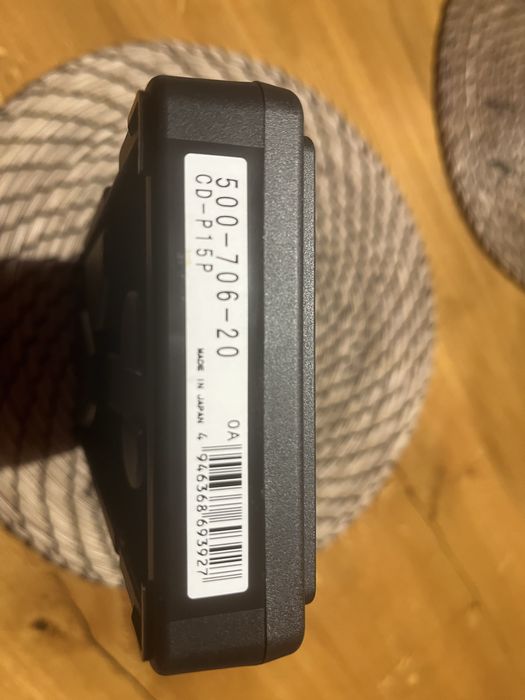 500-706-20
CD-P15P
0A
MADE IN JAPAN
4 946368 693927